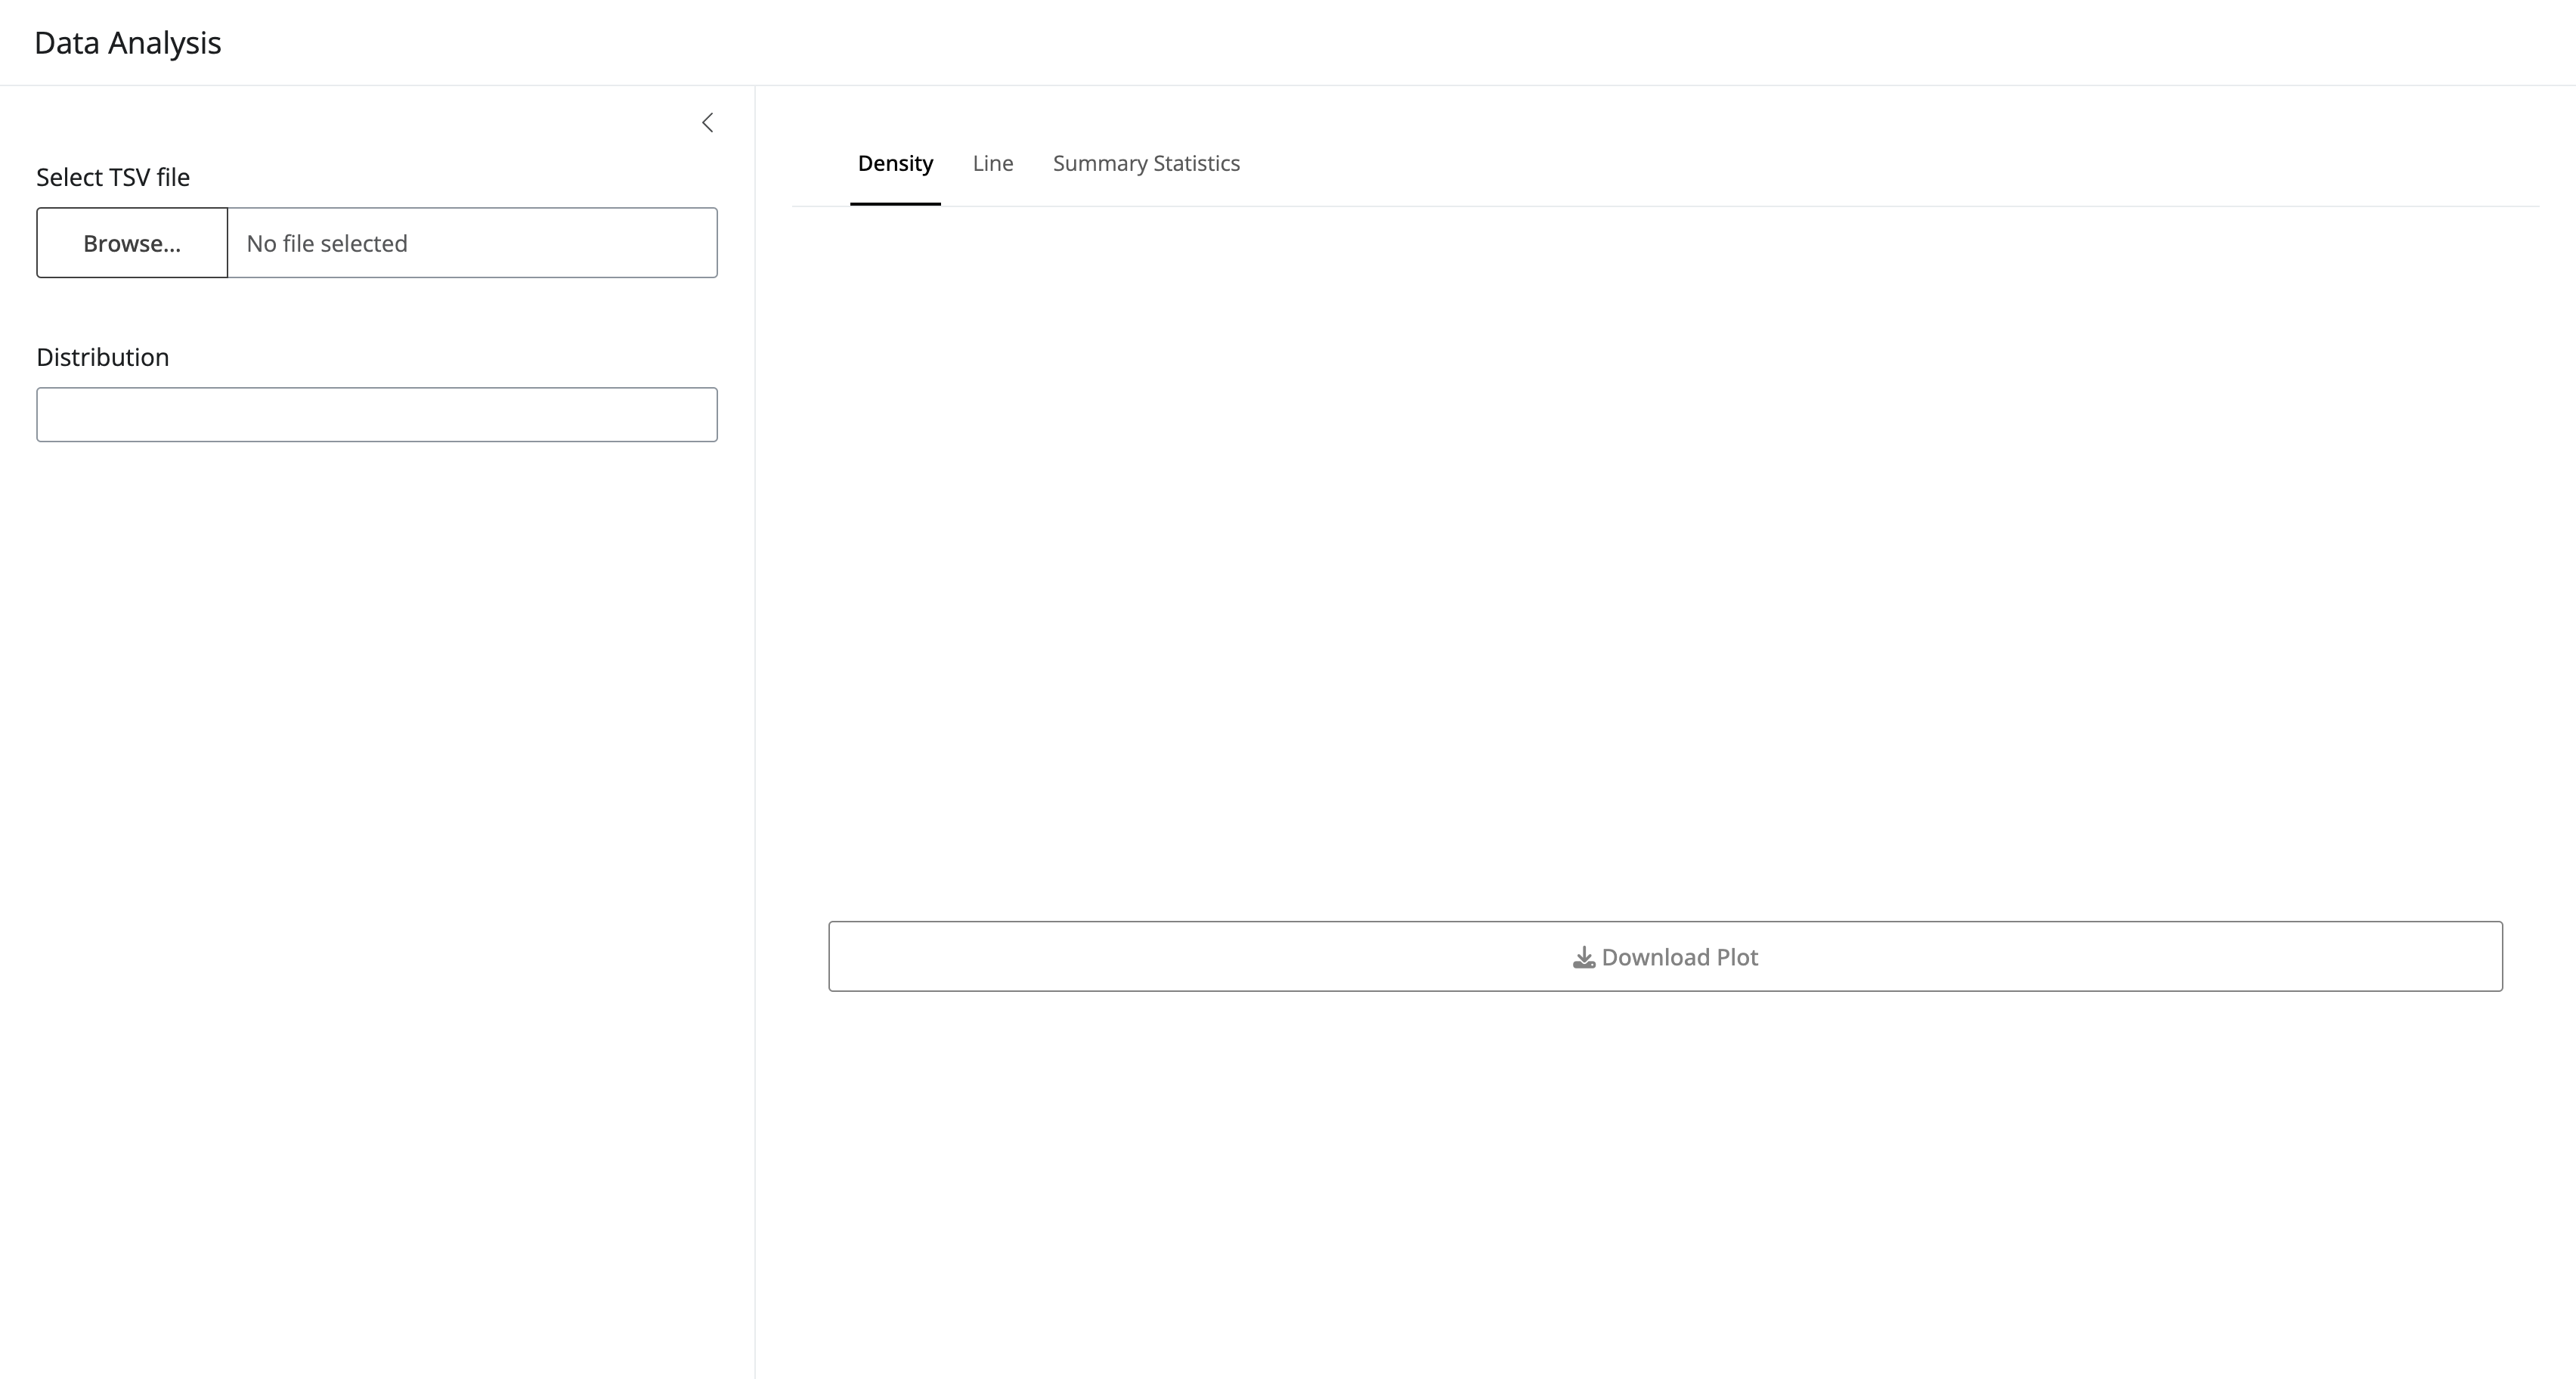 Data Analysis
Select TSV file
Browse...
No file selected
Distribution
Density
Line
Summary Statistics
Download Plot